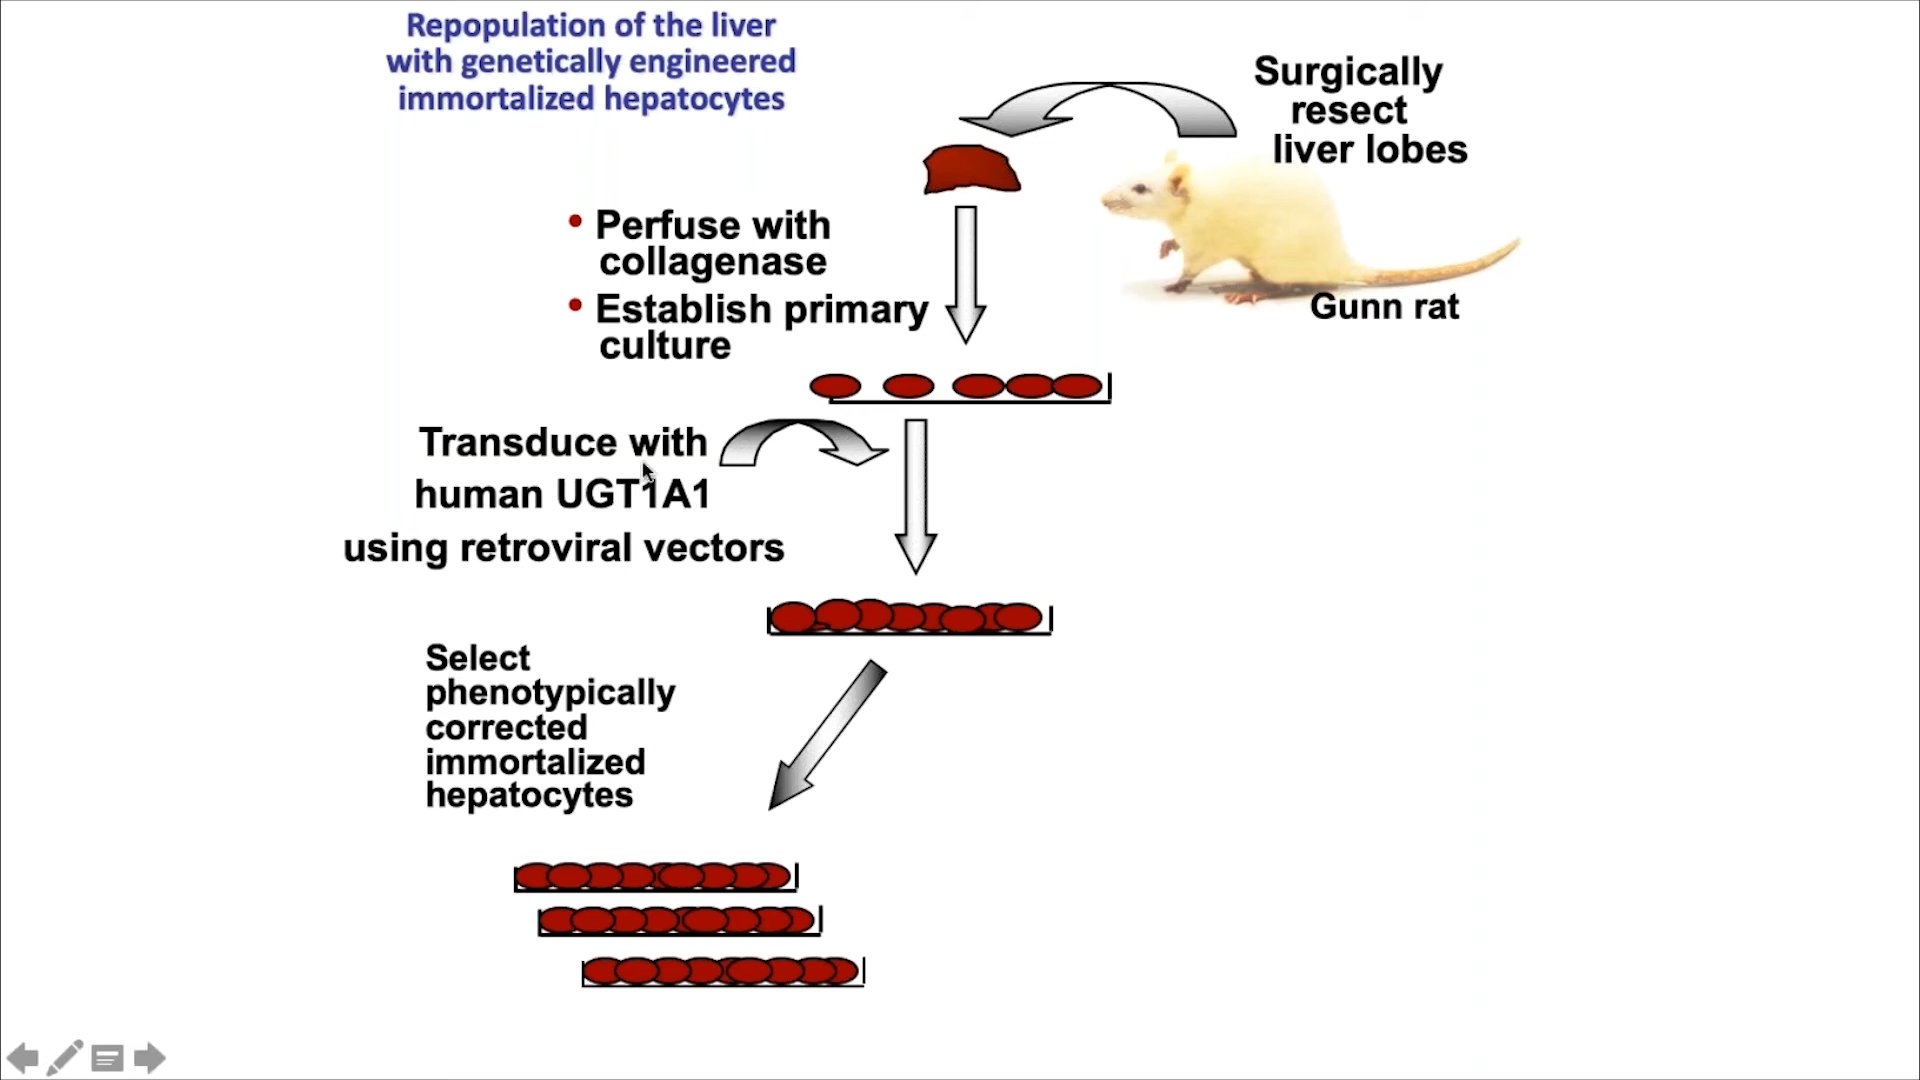 Repopulation of the liver
with genetically engineered
immortalized hepatocytes
Surgically
resect
liver lobes
Gunn rat
• Perfuse with
collagenase
• Establish primary
culture
Transduce with
human UGT1A1
using retroviral vectors
Select
phenotypically
corrected
immortalized
hepatocytes